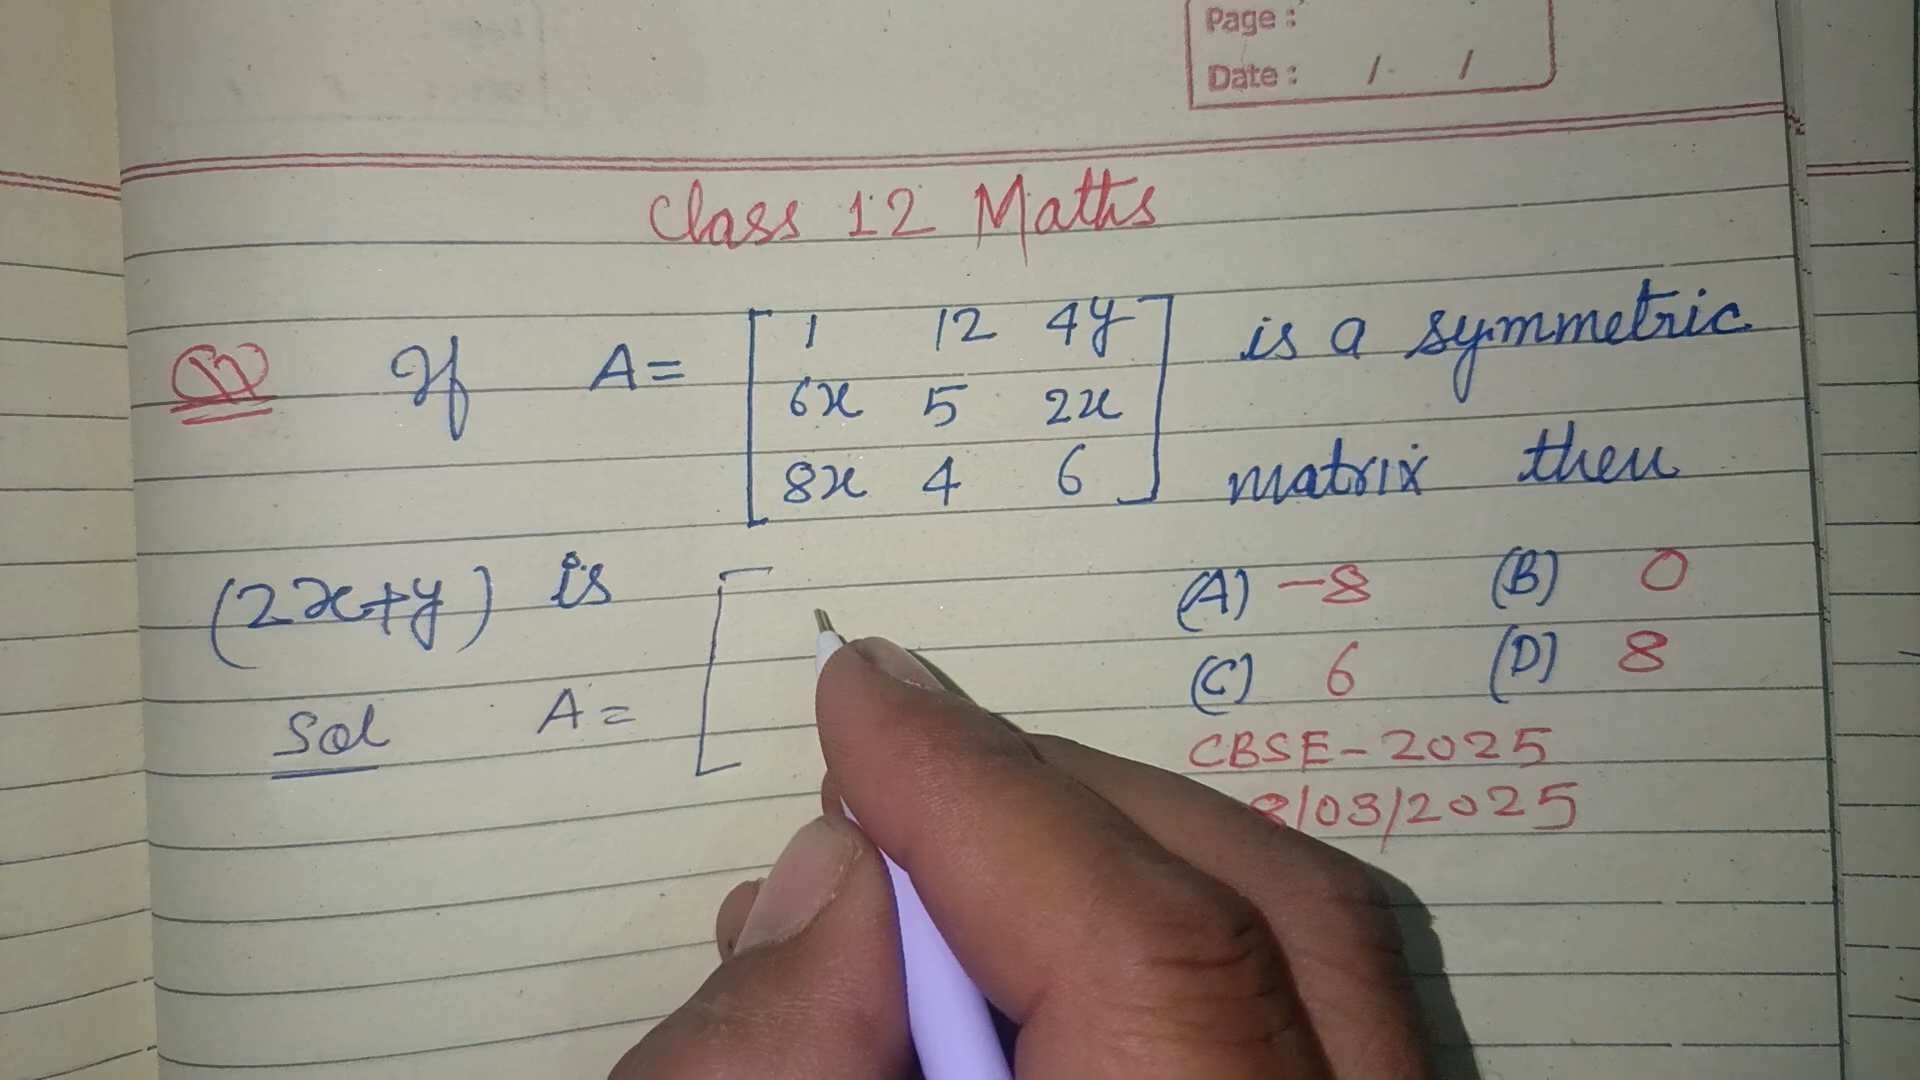 Page :
Date : / /
Class 12 Maths
Q) If A = [ 1 12 4y is a symmetric
6x 5 2x
8x 4 6 ] matrix then
(2x+y) is [ (A) -8 (B) 0
(C) 6 (D) 8
Sol A =
CBSE-2025
8/03/2025